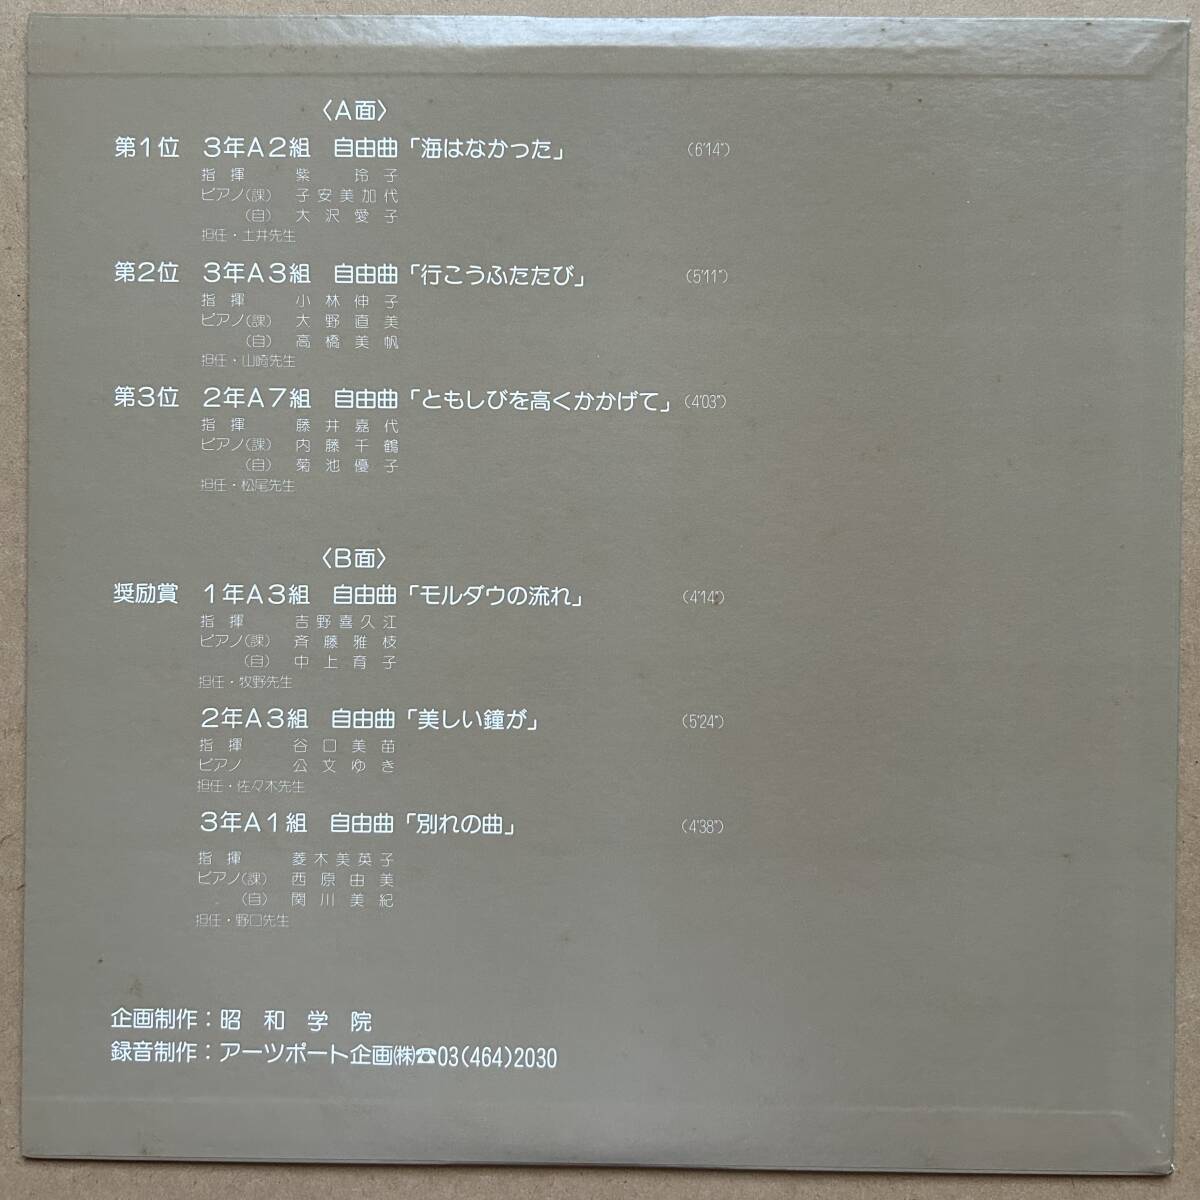 〈A面〉
第1位 3年A2組 自由曲「海はなかった」 (6'14")
指揮 紫玲子
ピアノ(課) 子安美加代
(自) 大沢愛子
担任・土井先生
第2位 3年A3組 自由曲「行こうふたたび」 (5'11")
指揮 小林伸子
ピアノ(課) 大野直美
(自) 高橋美帆
担任・山崎先生
第3位 2年A7組 自由曲「ともしびを高くかかげて」 (4'03")
指揮 藤井嘉代
ピアノ(課) 内藤千鶴
(自) 菊池優子
担任・松尾先生
〈B面〉
奨励賞 1年A3組 自由曲「モルダウの流れ」 (4'14")
指揮 吉野喜久江
ピアノ(課) 斉藤雅枝
(自) 中上育子
担任・牧野先生
2年A3組 自由曲「美しい鐘が」 (5'24")
指揮 谷口美苗
ピアノ 公文ゆき
担任・佐々木先生
3年A1組 自由曲「別れの曲」 (4'38")
指揮 菱木美英子
ピアノ(課) 西原由美
(自) 関川美紀
担任・野口先生
企画制作：昭和学院
録音制作：アーツポート企画㈱☎03(464)2030